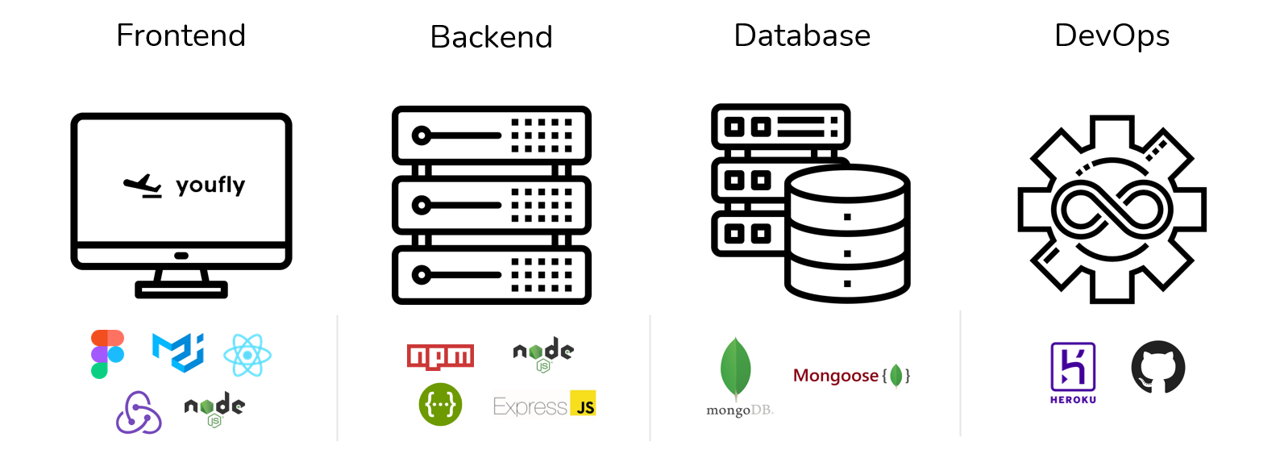 Frontend
Backend
Database
DevOps
youfly
npm
node
JS
node
JS
Express JS
mongoDB.
Mongoose{ }
HEROKU